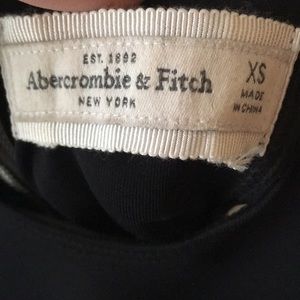 EST. 1892
Abercrombie & Fitch
NEW YORK
XS
MADE
IN CHINA